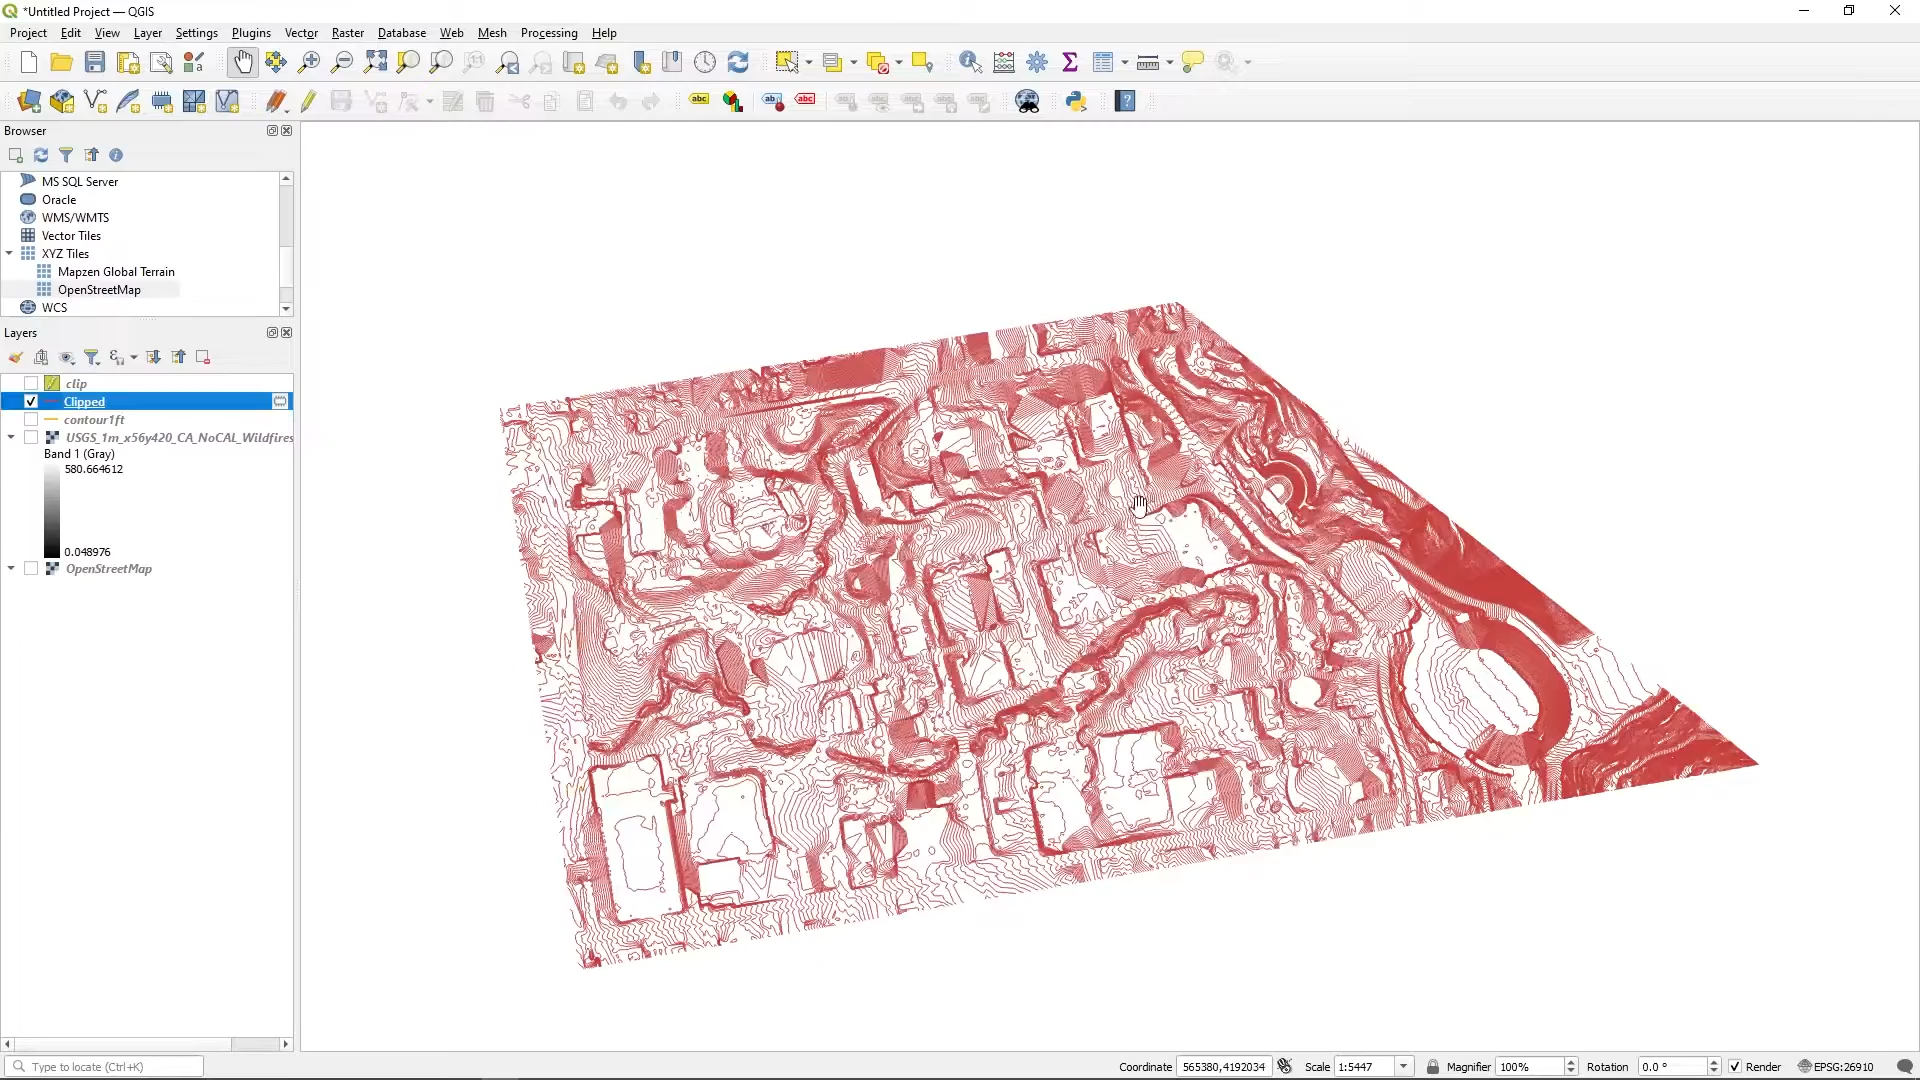 *Untitled Project — QGIS
Project Edit View Layer Settings Plugins Vector Raster Database Web Mesh Processing Help
abc abc abc
Browser
MS SQL Server
Oracle
WMS/WMTS
Vector Tiles
XYZ Tiles
Mapzen Global Terrain
OpenStreetMap
WCS
Layers
clip
Clipped
contour1ft
USGS_1m_x56y420_CA_NoCAL_Wildfires
Band 1 (Gray)
580.664612
0.048976
OpenStreetMap
Type to locate (Ctrl+K)
Coordinate 565380,4192034 Scale 1:5447 Magnifier 100% Rotation 0.0 ° Render EPSG:26910